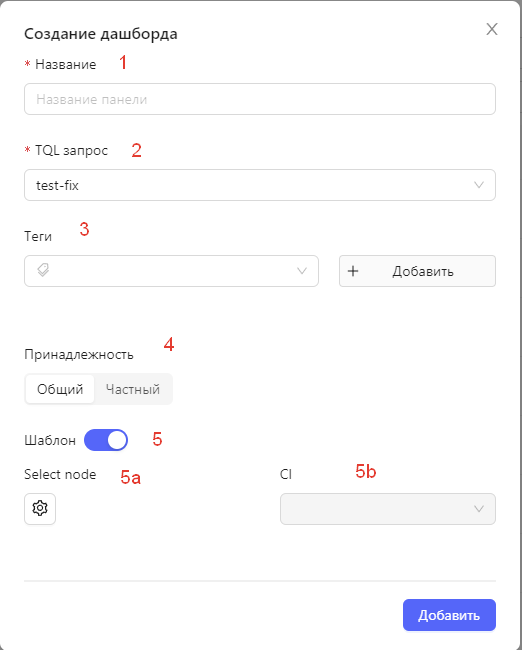 Создание дашборда
* Название 1
Название панели
* TQL запрос 2
test-fix
Теги 3
+ Добавить
Принадлежность 4
Общий Частный
Шаблон 5
Select node 5a CI 5b
Добавить